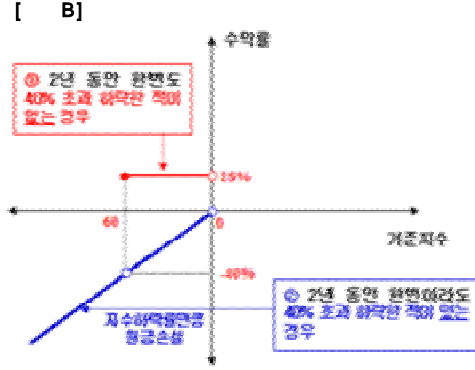 [ B]
수익률
① 2년 동안 한번도
40% 초과 하락한 적이
없는 경우
25%
60
0
기준지수
-40%
② 2년 동안 한번이라도
40% 초과 하락한 적이 있는
경우
지수하락률만큼
원금손실